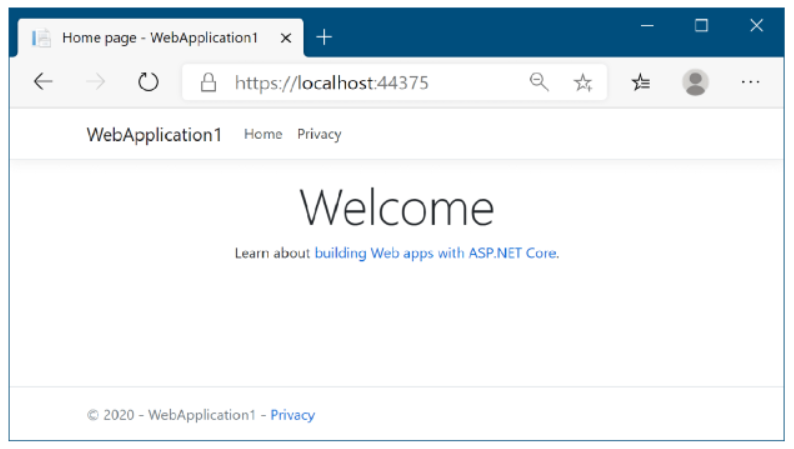 Home page - WebApplication1
https://localhost:44375
WebApplication1 Home Privacy
Welcome
Learn about building Web apps with ASP.NET Core.
© 2020 - WebApplication1 - Privacy